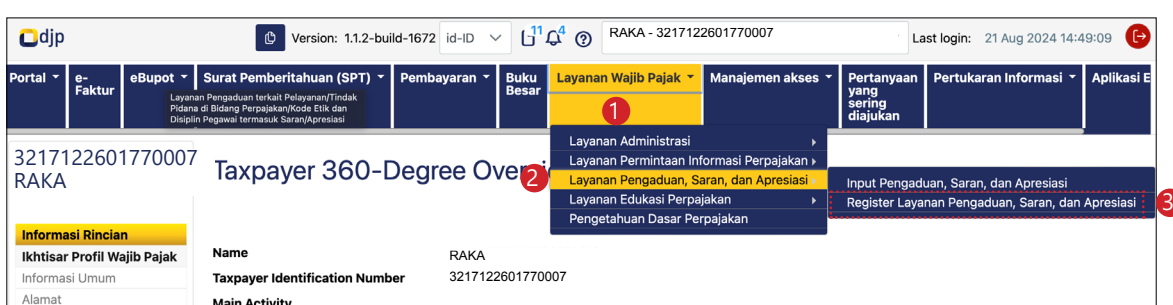 djp
Version: 1.1.2-build-1672
id-ID
11
4
RAKA - 3217122601770007
Last login: 21 Aug 2024 14:49:09
Portal
e-
Faktur
eBupot
Surat Pemberitahuan (SPT)
Pembayaran
Buku
Besar
Layanan Wajib Pajak
Manajemen akses
Pertanyaan
yang
sering
diajukan
Pertukaran Informasi
Aplikasi E
Layanan Pengaduan terkait Pelayanan/Tindak
Pidana di Bidang Perpajakan/Kode Etik dan
Disiplin Pegawai termasuk Saran/Apresiasi
1
Layanan Administrasi
Layanan Permintaan Informasi Perpajakan
2
Layanan Pengaduan, Saran, dan Apresiasi
Layanan Edukasi Perpajakan
Pengetahuan Dasar Perpajakan
Input Pengaduan, Saran, dan Apresiasi
Register Layanan Pengaduan, Saran, dan Apresiasi
3
3217122601770007
RAKA
Taxpayer 360-Degree Overvi
Informasi Rincian
Ikhtisar Profil Wajib Pajak
Informasi Umum
Alamat
Name RAKA
Taxpayer Identification Number 3217122601770007
Main Activity